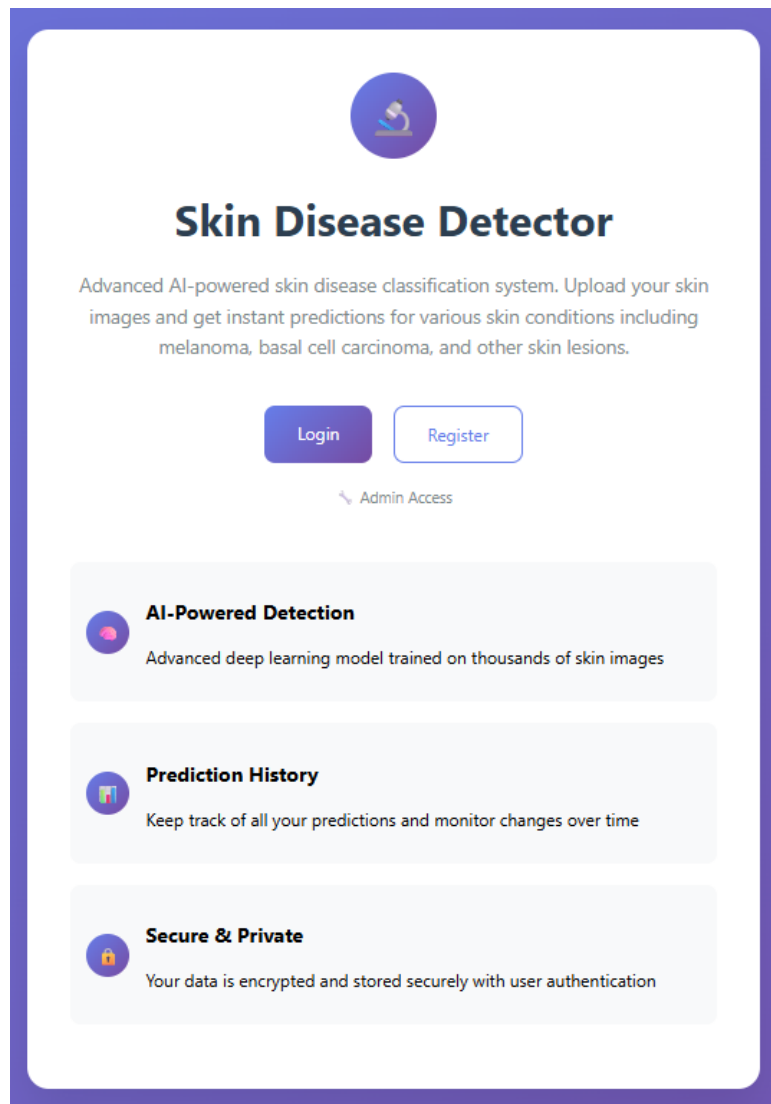 Skin Disease Detector
Advanced AI-powered skin disease classification system. Upload your skin
images and get instant predictions for various skin conditions including
melanoma, basal cell carcinoma, and other skin lesions.
Login
Register
Admin Access
AI-Powered Detection
Advanced deep learning model trained on thousands of skin images
Prediction History
Keep track of all your predictions and monitor changes over time
Secure & Private
Your data is encrypted and stored securely with user authentication